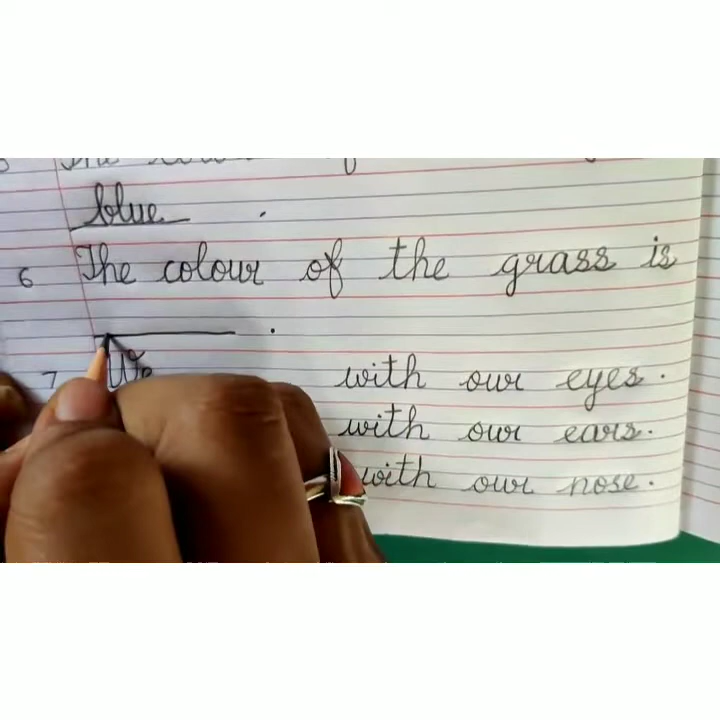 blue .
6 The colour of the grass is
.
7 We with our eyes.
with our ears.
with our nose.